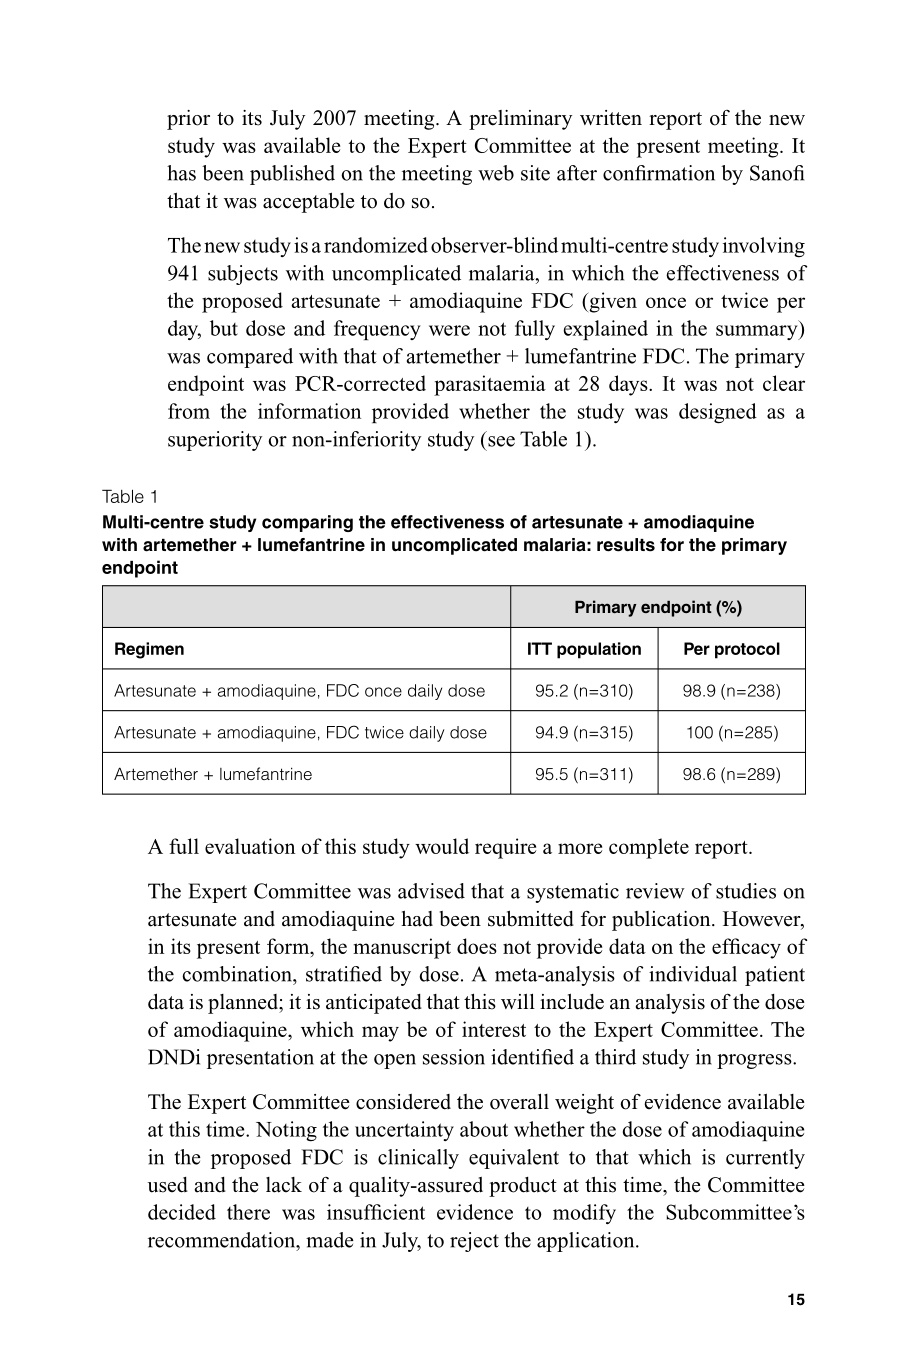 prior to its July 2007 meeting. A preliminary written report of the new
study was available to the Expert Committee at the present meeting. It
has been published on the meeting web site after confirmation by Sanofi
that it was acceptable to do so.
The new study is a randomized observer-blind multi-centre study involving
941 subjects with uncomplicated malaria, in which the effectiveness of
the proposed artesunate + amodiaquine FDC (given once or twice per
day, but dose and frequency were not fully explained in the summary)
was compared with that of artemether + lumefantrine FDC. The primary
endpoint was PCR-corrected parasitaemia at 28 days. It was not clear
from the information provided whether the study was designed as a
superiority or non-inferiority study (see Table 1).
Table 1
Multi-centre study comparing the effectiveness of artesunate + amodiaquine
with artemether + lumefantrine in uncomplicated malaria: results for the primary
endpoint
Primary endpoint (%)
Regimen ITT population Per protocol
Artesunate + amodiaquine, FDC once daily dose 95.2 (n=310) 98.9 (n=238)
Artesunate + amodiaquine, FDC twice daily dose 94.9 (n=315) 100 (n=285)
Artemether + lumefantrine 95.5 (n=311) 98.6 (n=289)
A full evaluation of this study would require a more complete report.
The Expert Committee was advised that a systematic review of studies on
artesunate and amodiaquine had been submitted for publication. However,
in its present form, the manuscript does not provide data on the efficacy of
the combination, stratified by dose. A meta-analysis of individual patient
data is planned; it is anticipated that this will include an analysis of the dose
of amodiaquine, which may be of interest to the Expert Committee. The
DNDi presentation at the open session identified a third study in progress.
The Expert Committee considered the overall weight of evidence available
at this time. Noting the uncertainty about whether the dose of amodiaquine
in the proposed FDC is clinically equivalent to that which is currently
used and the lack of a quality-assured product at this time, the Committee
decided there was insufficient evidence to modify the Subcommittee's
recommendation, made in July, to reject the application.
15